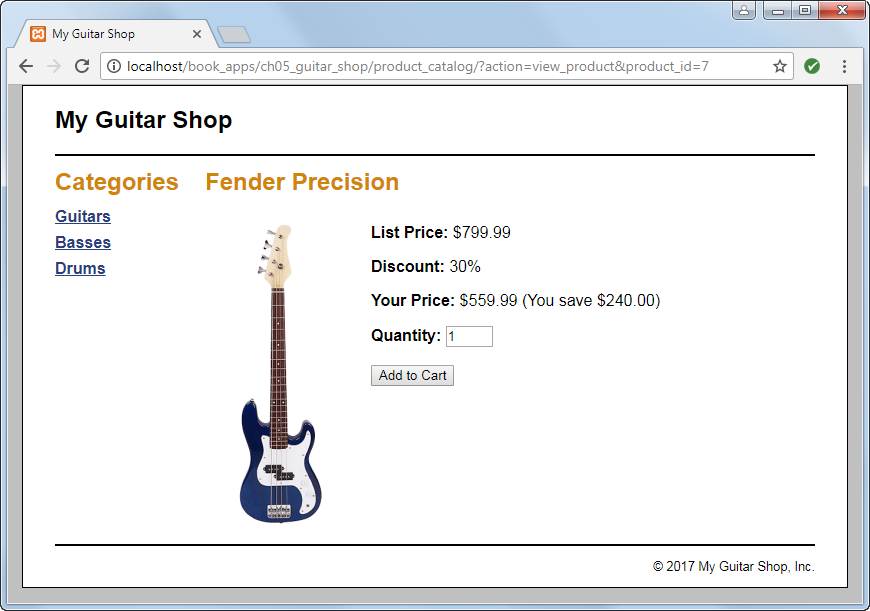 My Guitar Shop
localhost/book_apps/ch05_guitar_shop/product_catalog/?action=view_product&product_id=7
My Guitar Shop
Categories
Guitars
Basses
Drums
Fender Precision
List Price: $799.99
Discount: 30%
Your Price: $559.99 (You save $240.00)
Quantity: 1
Add to Cart
© 2017 My Guitar Shop, Inc.